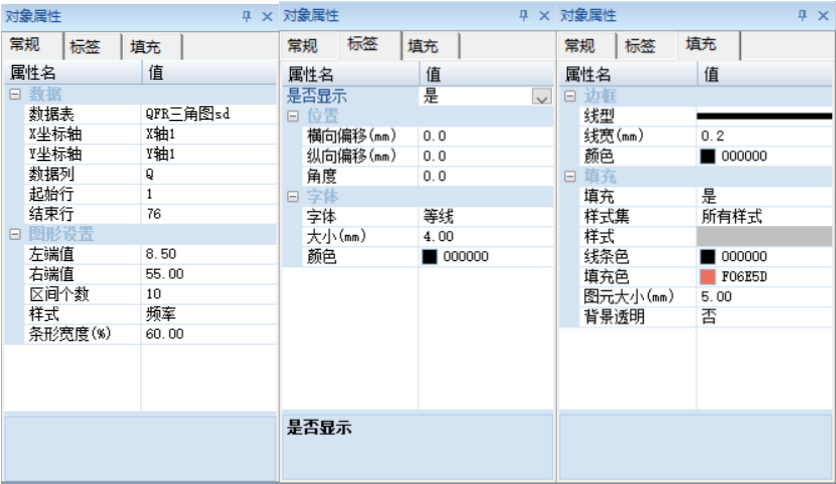 对象属性
常规 标签 填充
属性名 值
数据
数据表 QFR三角图sd
X坐标轴 X轴1
Y坐标轴 Y轴1
数据列 Q
起始行 1
结束行 76
图形设置
左端值 8.50
右端值 55.00
区间个数 10
样式 频率
条形宽度(%) 60.00
对象属性
常规 标签 填充
属性名 值
是否显示 是
位置
横向偏移(mm) 0.0
纵向偏移(mm) 0.0
角度 0.0
字体
字体 等线
大小(mm) 4.00
颜色 000000
是否显示
对象属性
常规 标签 填充
属性名 值
边框
线型
线宽(mm) 0.2
颜色 000000
填充
填充 是
样式集 所有样式
样式
线条色 000000
填充色 F06E5D
图元大小(mm) 5.00
背景透明 否